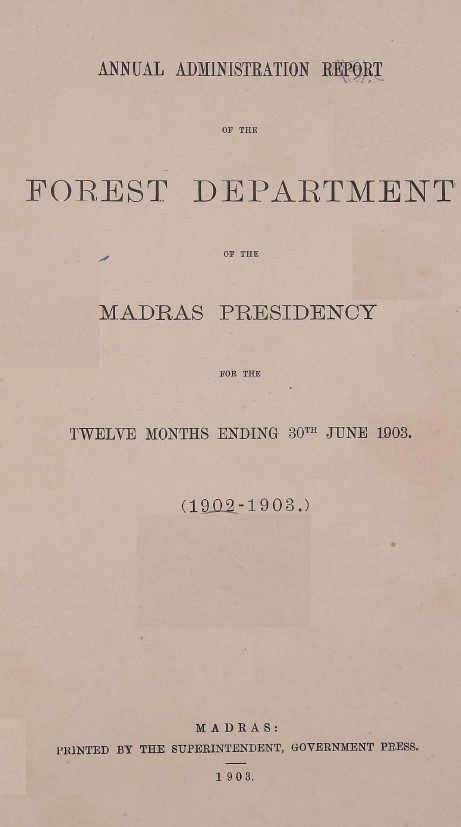 ANNUAL ADMINISTRATION REPORT
OF THE
FOREST DEPARTMENT
OF THE
MADRAS PRESIDENCY
FOR THE
TWELVE MONTHS ENDING 30TH JUNE 1903.
(1902-1903.)
MADRAS:
PRINTED BY THE SUPERINTENDENT, GOVERNMENT PRESS.
1903.